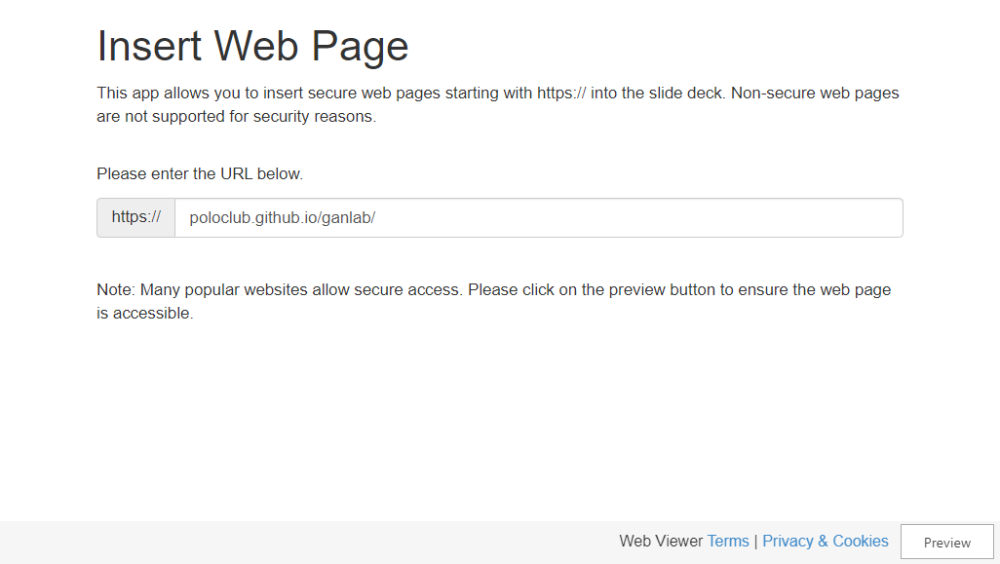 Insert Web Page
This app allows you to insert secure web pages starting with https:// into the slide deck. Non-secure web pages
are not supported for security reasons.
Please enter the URL below.
https:// poloclub.github.io/ganlab/
Note: Many popular websites allow secure access. Please click on the preview button to ensure the web page
is accessible.
Web Viewer Terms | Privacy & Cookies Preview